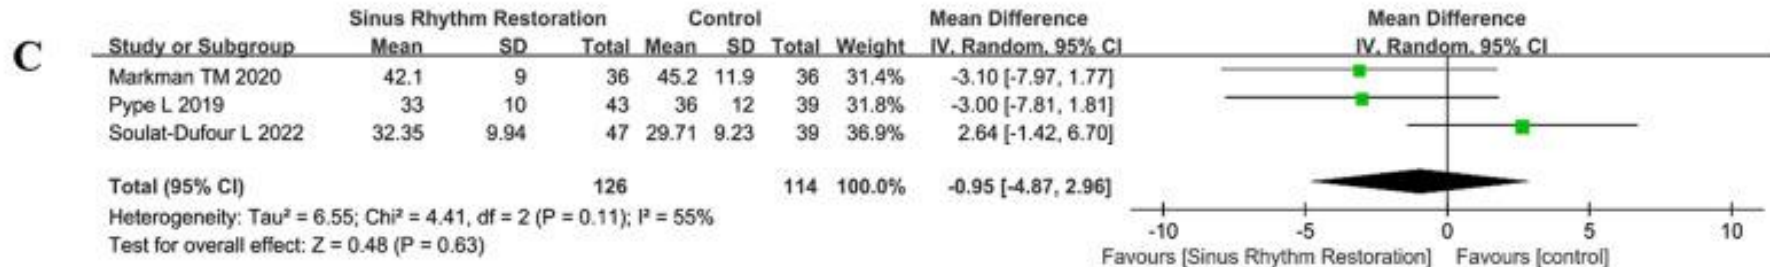 C
Sinus Rhythm Restoration Control Mean Difference Mean Difference
Study or Subgroup Mean SD Total Mean SD Total Weight IV, Random, 95% CI IV, Random, 95% CI
Markman TM 2020 42.1 9 36 45.2 11.9 36 31.4% -3.10 [-7.97, 1.77]
Pype L 2019 33 10 43 36 12 39 31.8% -3.00 [-7.81, 1.81]
Soulat-Dufour L 2022 32.35 9.94 47 29.71 9.23 39 36.9% 2.64 [-1.42, 6.70]
Total (95% CI) 126 114 100.0% -0.95 [-4.87, 2.96]
Heterogeneity: Tau² = 6.55; Chi² = 4.41, df = 2 (P = 0.11); I² = 55%
Test for overall effect: Z = 0.48 (P = 0.63)
-10 -5 0 5 10
Favours [Sinus Rhythm Restoration] Favours [control]